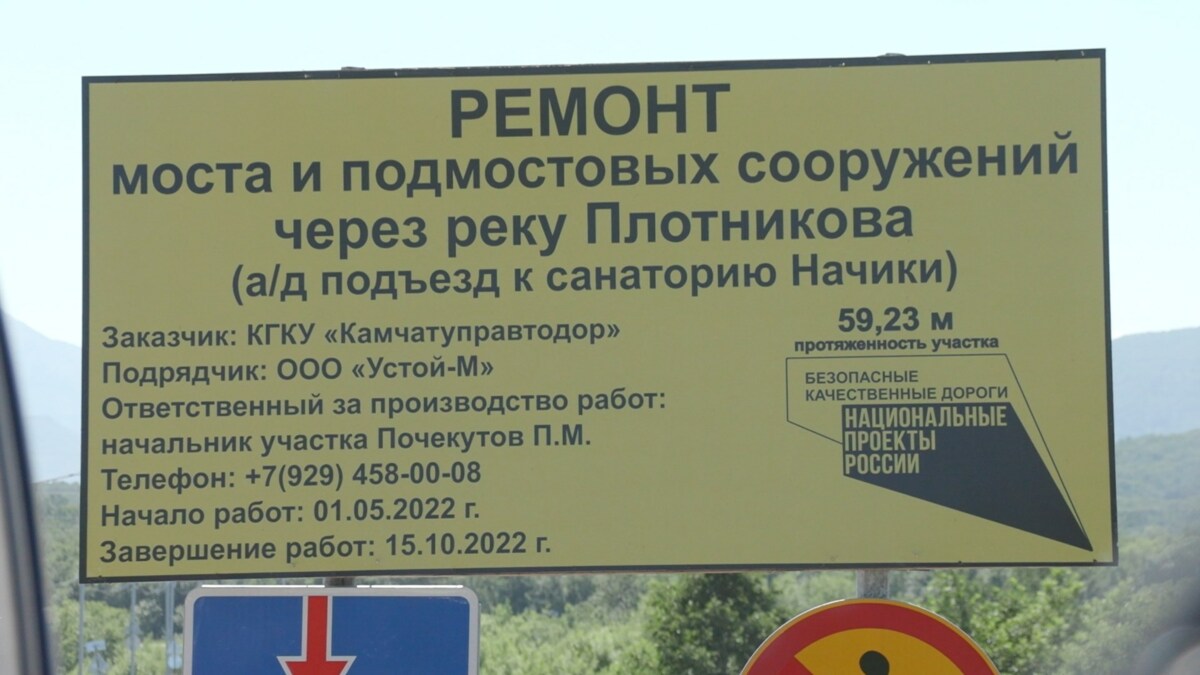 РЕМОНТ
моста и подмостовых сооружений
через реку Плотникова
(а/д подъезд к санаторию Начики)
Заказчик: КГКУ «Камчатуправтодор»
Подрядчик: ООО «Устой-М»
Ответственный за производство работ:
начальник участка Почекутов П.М.
Телефон: +7(929) 458-00-08
Начало работ: 01.05.2022 г.
Завершение работ: 15.10.2022 г.
59,23 м
протяженность участка
БЕЗОПАСНЫЕ
КАЧЕСТВЕННЫЕ ДОРОГИ
НАЦИОНАЛЬНЫЕ
ПРОЕКТЫ
РОССИИ